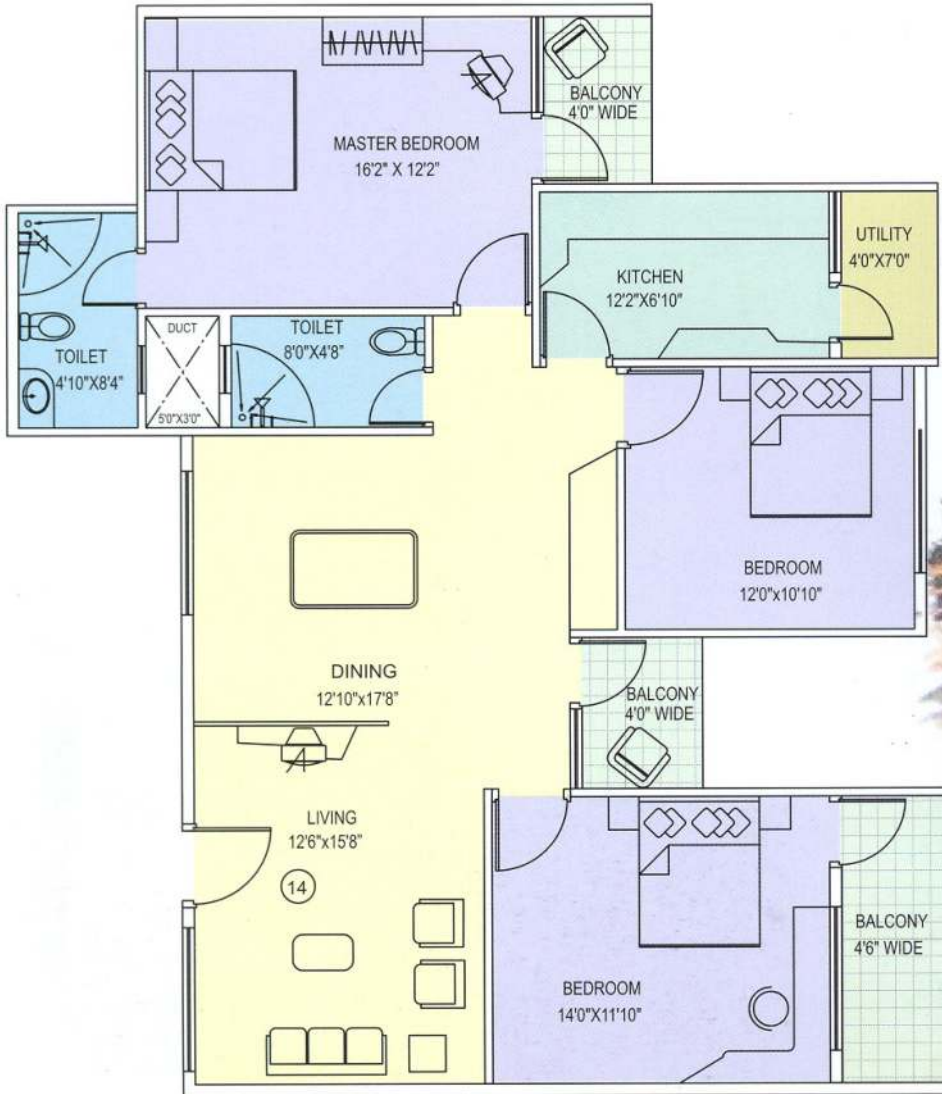 BALCONY
4'0" WIDE
MASTER BEDROOM
16'2" X 12'2"
UTILITY
4'0"X7'0"
KITCHEN
12'2"X6'10"
DUCT
5'0"X3'0"
TOILET
8'0"X4'8"
TOILET
4'10"X8'4"
BEDROOM
12'0"x10'10"
DINING
12'10"x17'8"
BALCONY
4'0" WIDE
LIVING
12'6"x15'8"
14
BALCONY
4'6" WIDE
BEDROOM
14'0"X11'10"